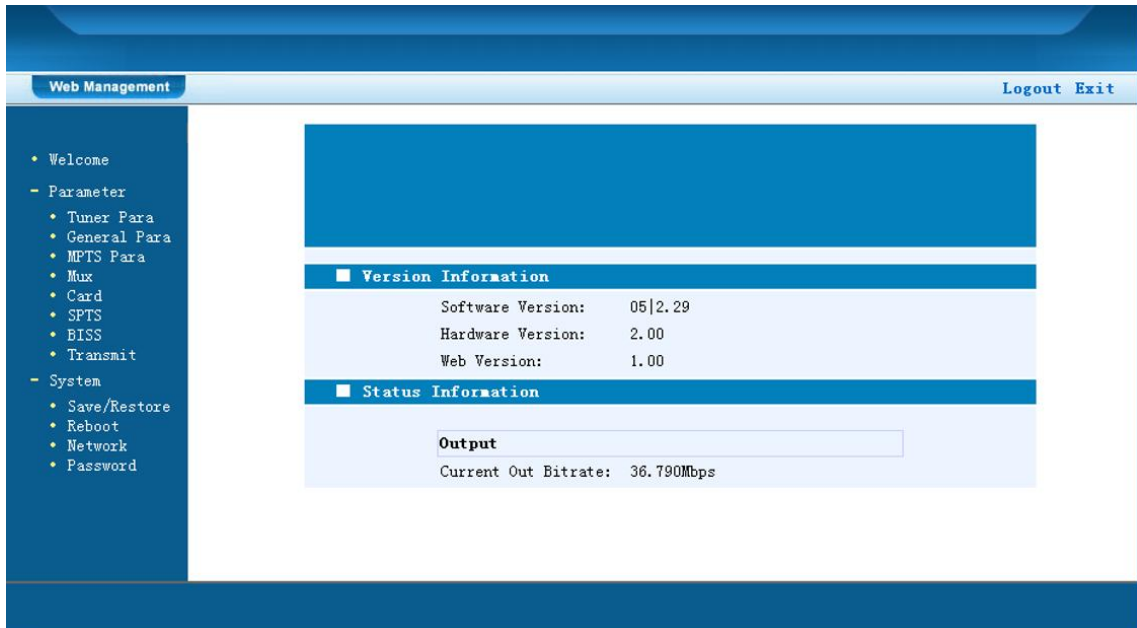 Web Management
Logout Exit
Welcome
Parameter
Tuner Para
General Para
MPTS Para
Mux
Card
SPTS
BISS
Transmit
System
Save/Restore
Reboot
Network
Password
Version Information
Software Version: 05|2.29
Hardware Version: 2.00
Web Version: 1.00
Status Information
Output
Current Out Bitrate: 36.790Mbps